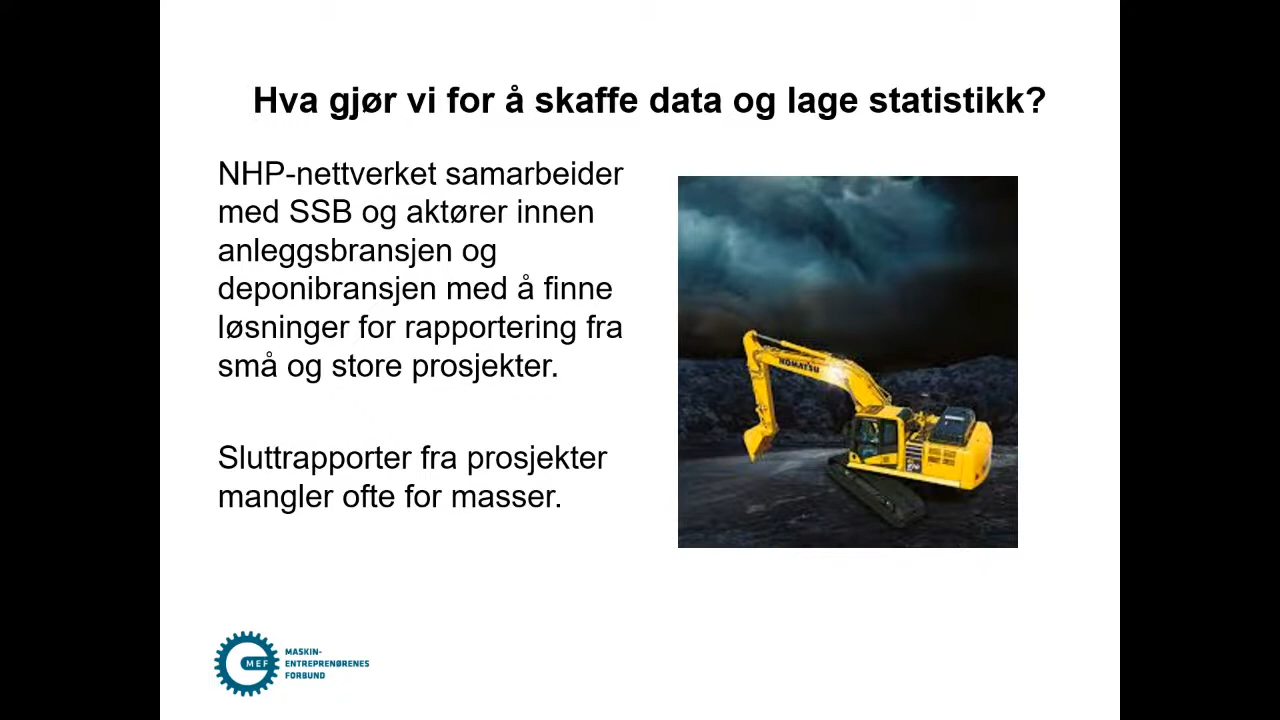 Hva gjør vi for å skaffe data og lage statistikk?
NHP-nettverket samarbeider
med SSB og aktører innen
anleggsbransjen og
deponibransjen med å finne
løsninger for rapportering fra
små og store prosjekter.
Sluttrapporter fra prosjekter
mangler ofte for masser.
KOMATSU
MEF
MASKIN-
ENTREPRENØRENES
FORBUND